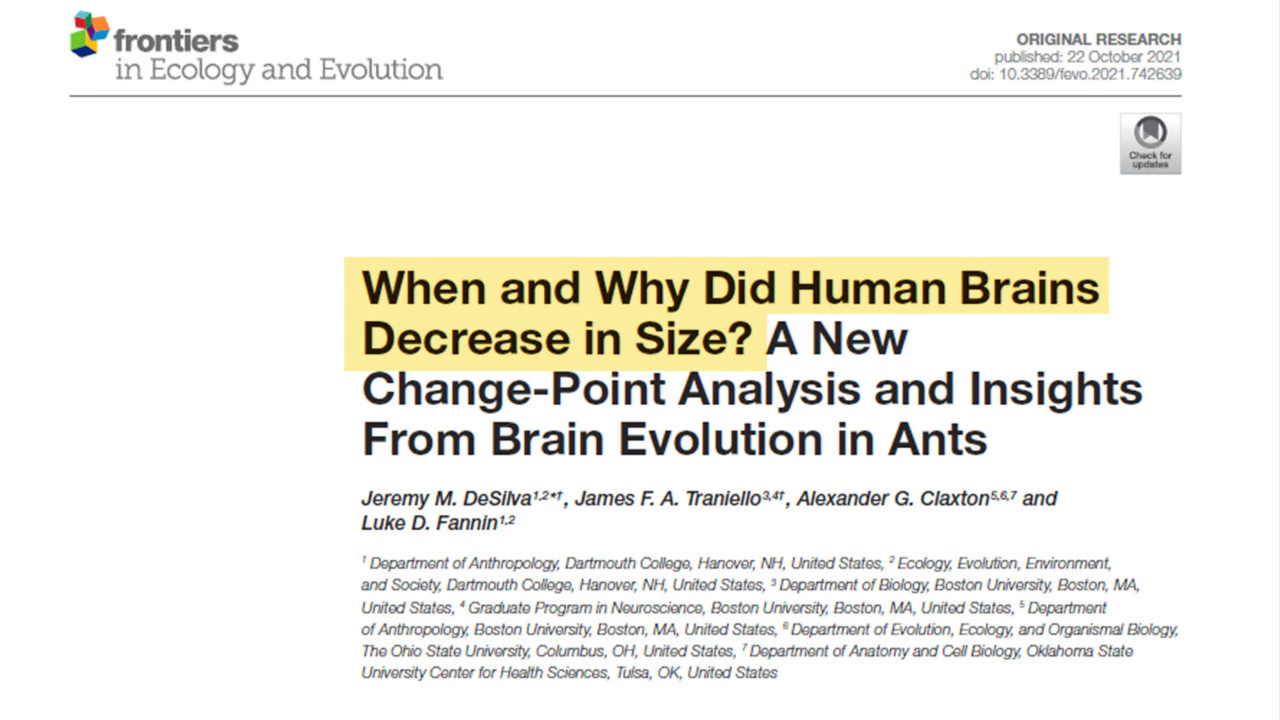 frontiers
in Ecology and Evolution
ORIGINAL RESEARCH
published: 22 October 2021
doi: 10.3389/fevo.2021.742639
Check for
updates
When and Why Did Human Brains
Decrease in Size? A New
Change-Point Analysis and Insights
From Brain Evolution in Ants
Jeremy M. DeSilva1,2*†, James F. A. Traniello3,4†, Alexander G. Claxton5,6,7 and
Luke D. Fannin1,2
1 Department of Anthropology, Dartmouth College, Hanover, NH, United States, 2 Ecology, Evolution, Environment,
and Society, Dartmouth College, Hanover, NH, United States, 3 Department of Biology, Boston University, Boston, MA,
United States, 4 Graduate Program in Neuroscience, Boston University, Boston, MA, United States, 5 Department
of Anthropology, Boston University, Boston, MA, United States, 6 Department of Evolution, Ecology, and Organismal Biology,
The Ohio State University, Columbus, OH, United States, 7 Department of Anatomy and Cell Biology, Oklahoma State
University Center for Health Sciences, Tulsa, OK, United States